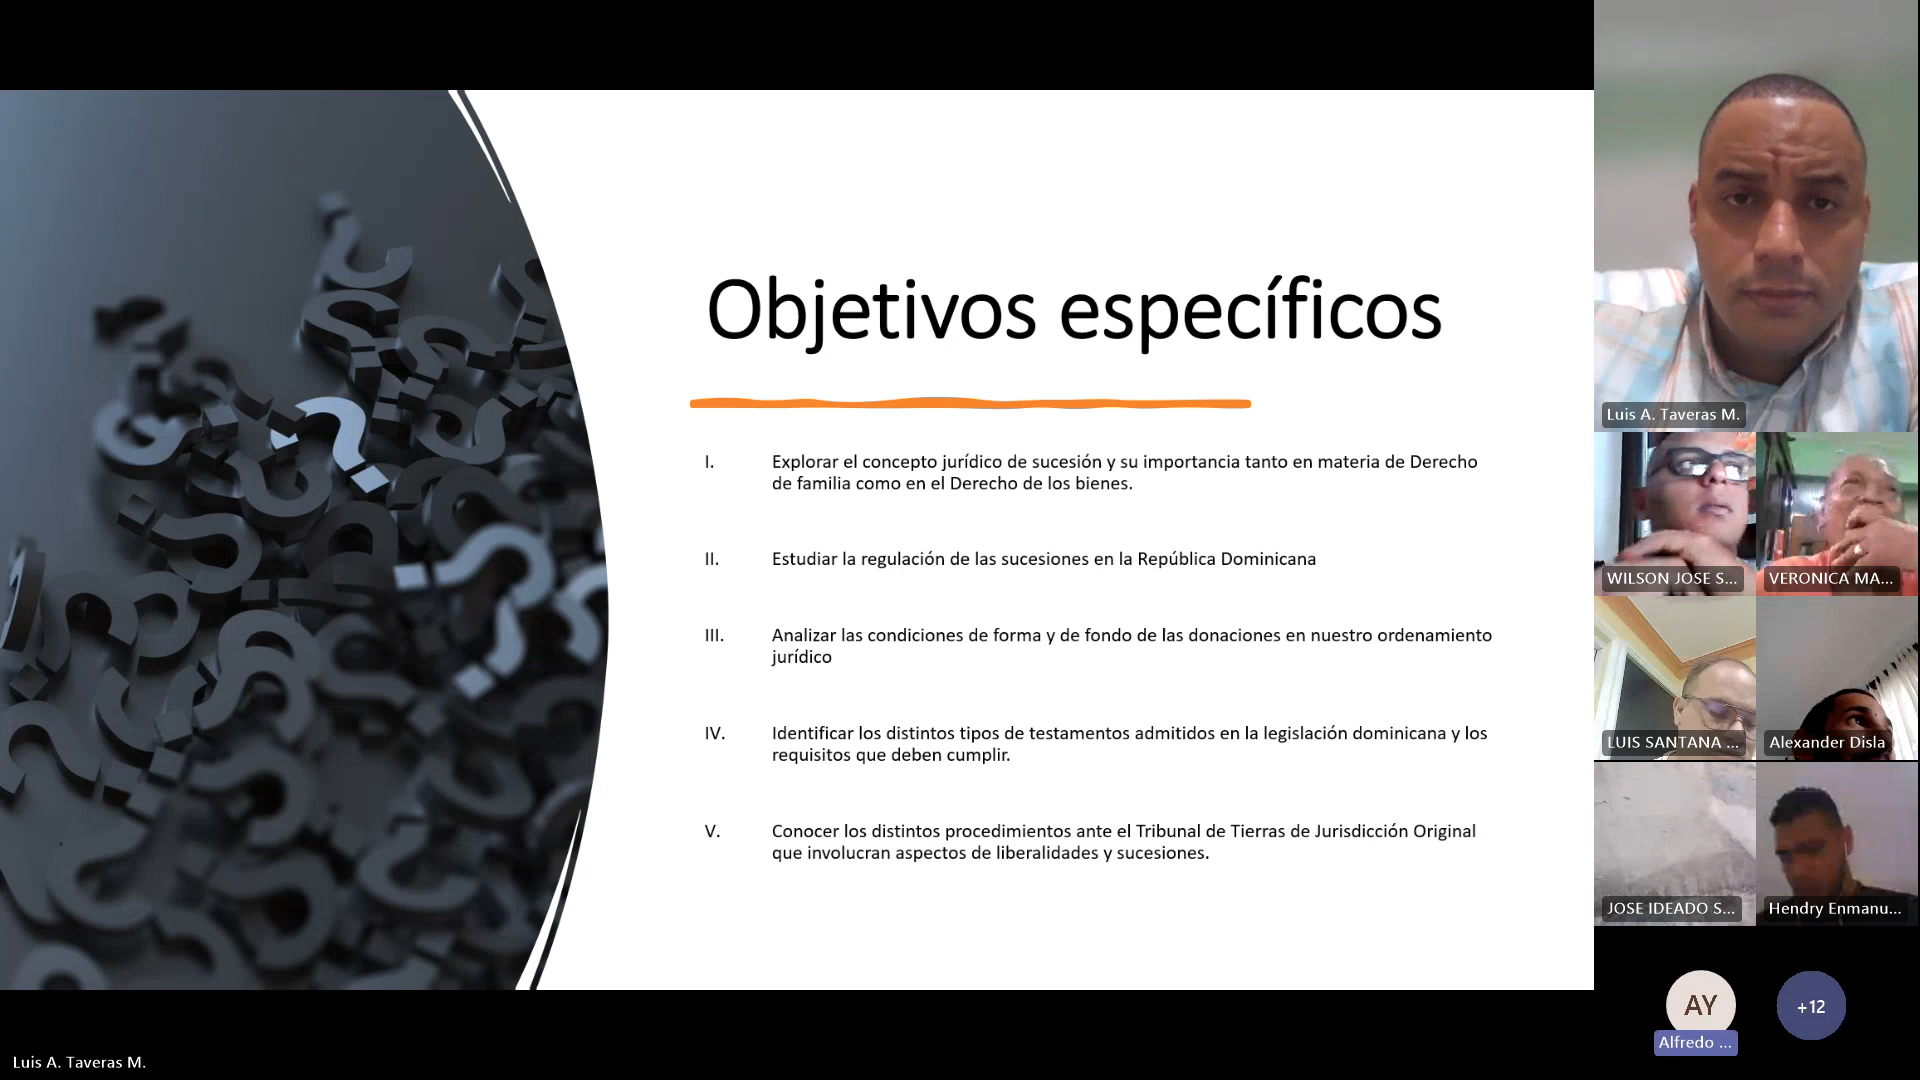 Objetivos específicos
I. Explorar el concepto jurídico de sucesión y su importancia tanto en materia de Derecho
de familia como en el Derecho de los bienes.
II. Estudiar la regulación de las sucesiones en la República Dominicana
III. Analizar las condiciones de forma y de fondo de las donaciones en nuestro ordenamiento
jurídico
IV. Identificar los distintos tipos de testamentos admitidos en la legislación dominicana y los
requisitos que deben cumplir.
V. Conocer los distintos procedimientos ante el Tribunal de Tierras de Jurisdicción Original
que involucran aspectos de liberalidades y sucesiones.
Luis A. Taveras M.
WILSON JOSE S...
VERONICA MA...
LUIS SANTANA ...
Alexander Disla
JOSE IDEADO S...
Hendry Enmanu...
AY
+12
Alfredo ...
Luis A. Taveras M.